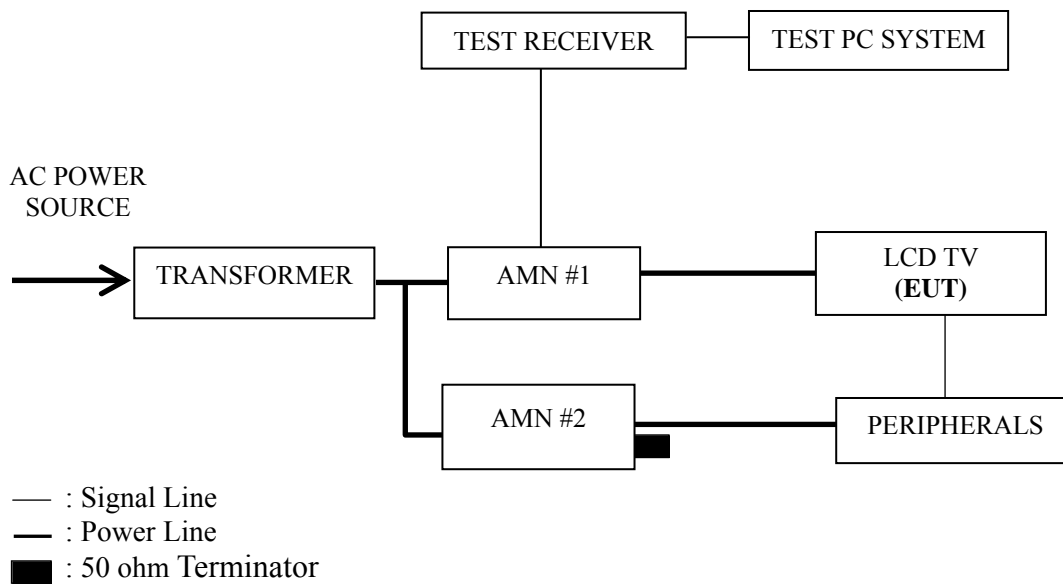 TEST RECEIVER
TEST PC SYSTEM
AC POWER
SOURCE
TRANSFORMER
AMN #1
LCD TV
(EUT)
AMN #2
PERIPHERALS
: Signal Line
: Power Line
: 50 ohm Terminator